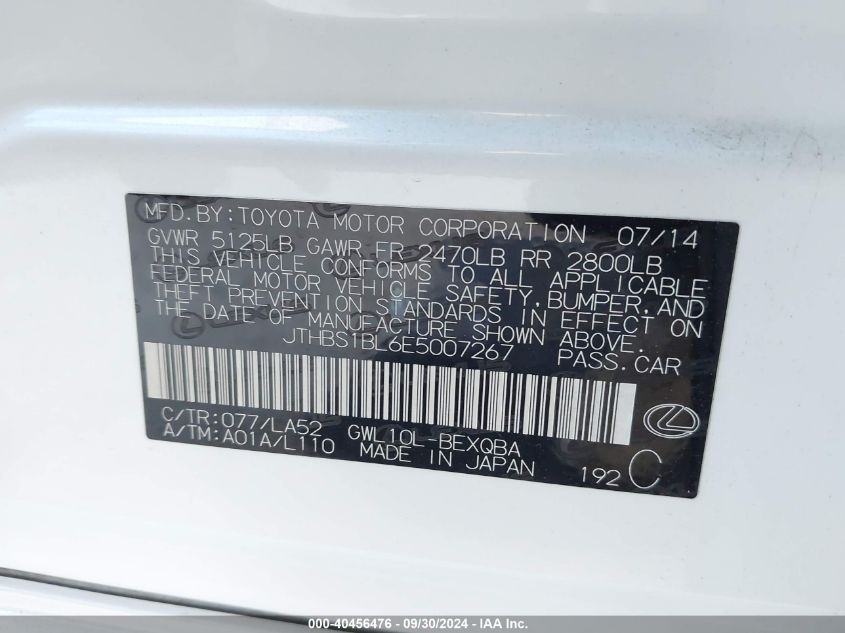 MFD.BY:TOYOTA MOTOR CORPORATION 07/14
GVWR 5125LB GAWR FR 2470LB RR 2800LB
THIS VEHICLE CONFORMS TO ALL APPLICABLE
FEDERAL MOTOR VEHICLE SAFETY,BUMPER,AND
THEFT PREVENTION STANDARDS IN EFFECT ON
THE DATE OF MANUFACTURE SHOWN ABOVE.
JTHBS1BL6E5007267 PASS.CAR
C/TR:077/LA52 GWL10L-BEXQBA
A/TM:A01A/L110 MADE IN JAPAN
192 C
000-40456476 - 09/30/2024 - IAA Inc.